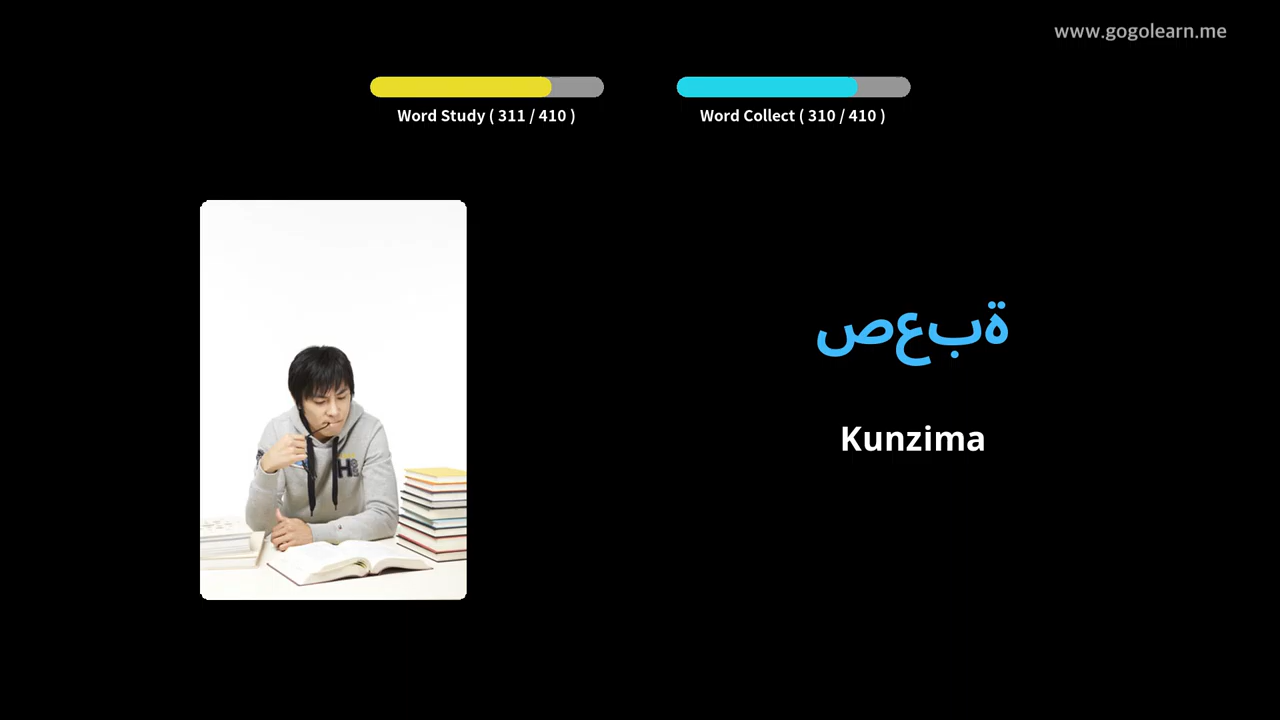 www.gogolearn.me
Word Study ( 311 / 410 )
Word Collect ( 310 / 410 )
صعبة
Kunzima
H